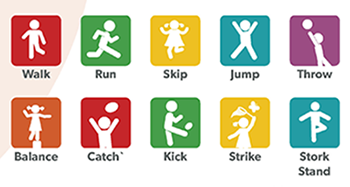 Walk Run Skip Jump Throw
Balance Catch` Kick Strike Stork
Stand